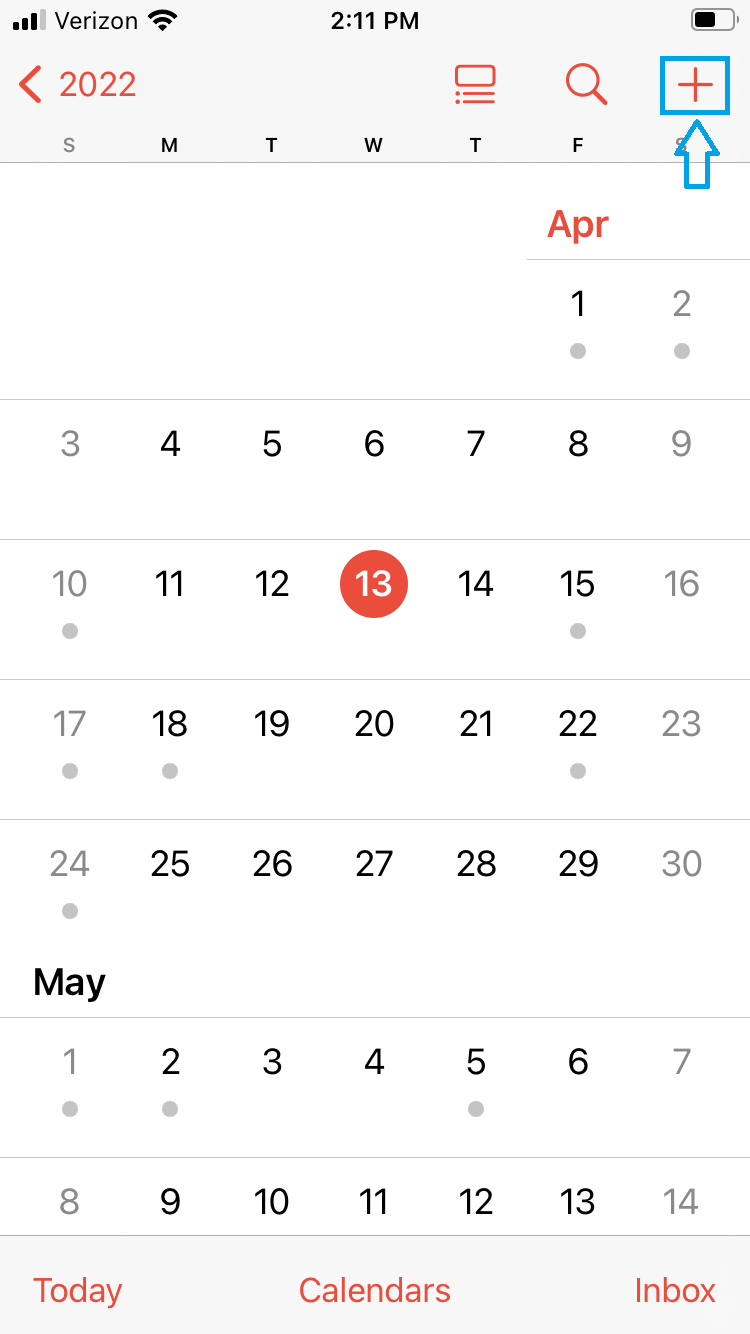 Verizon 2:11 PM
2022
S M T W T F S
Apr
1 2
3 4 5 6 7 8 9
10 11 12 13 14 15 16
17 18 19 20 21 22 23
24 25 26 27 28 29 30
May
1 2 3 4 5 6 7
8 9 10 11 12 13 14
Today Calendars Inbox